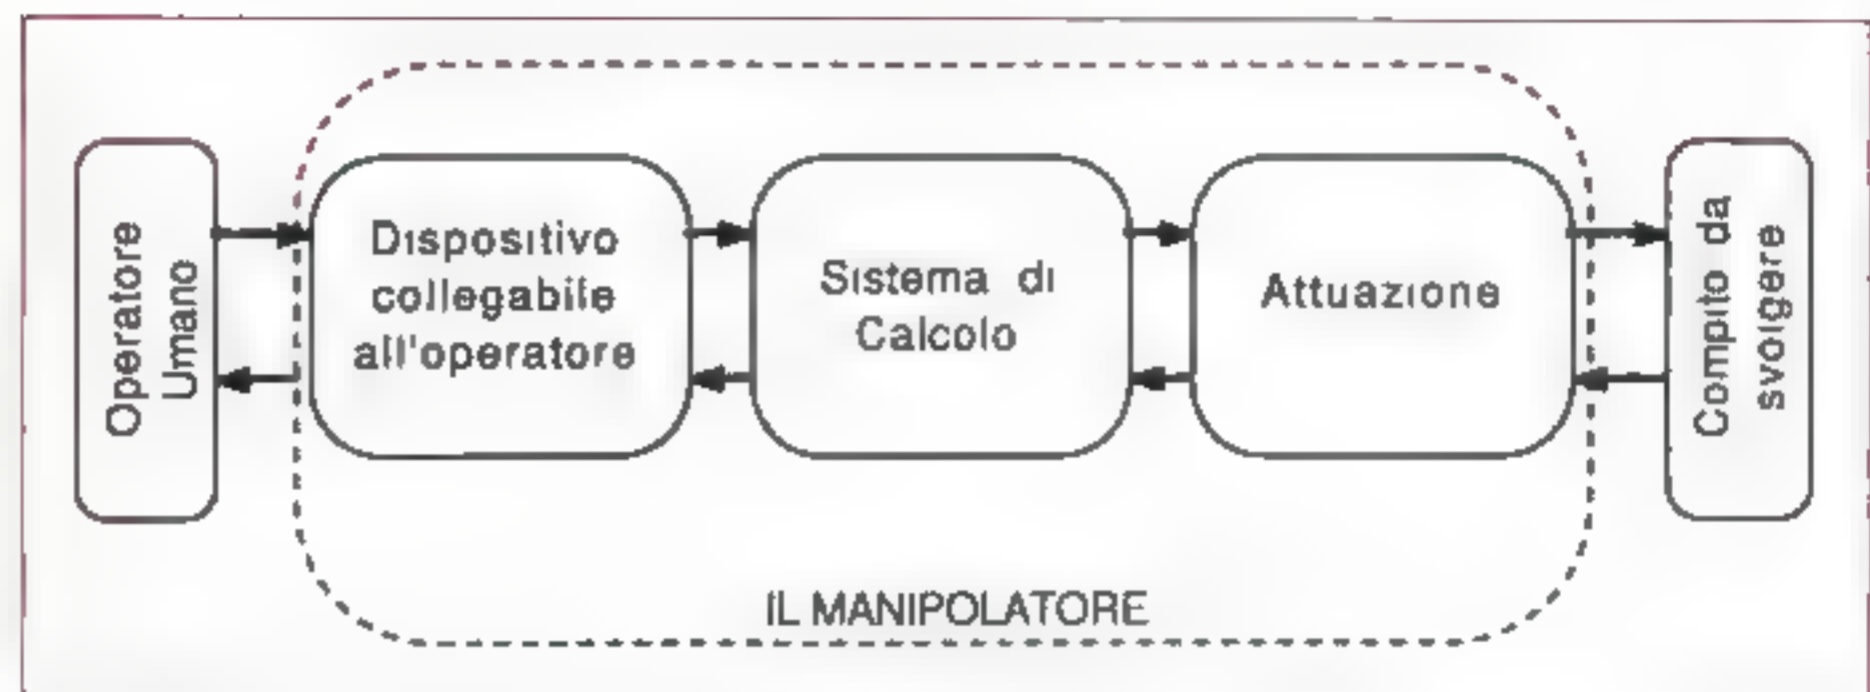 Operatore
Umano
Dispositivo
collegabile
all'operatore
Sistema di
Calcolo
Attuazione
Compito da
svolgere
IL MANIPOLATORE